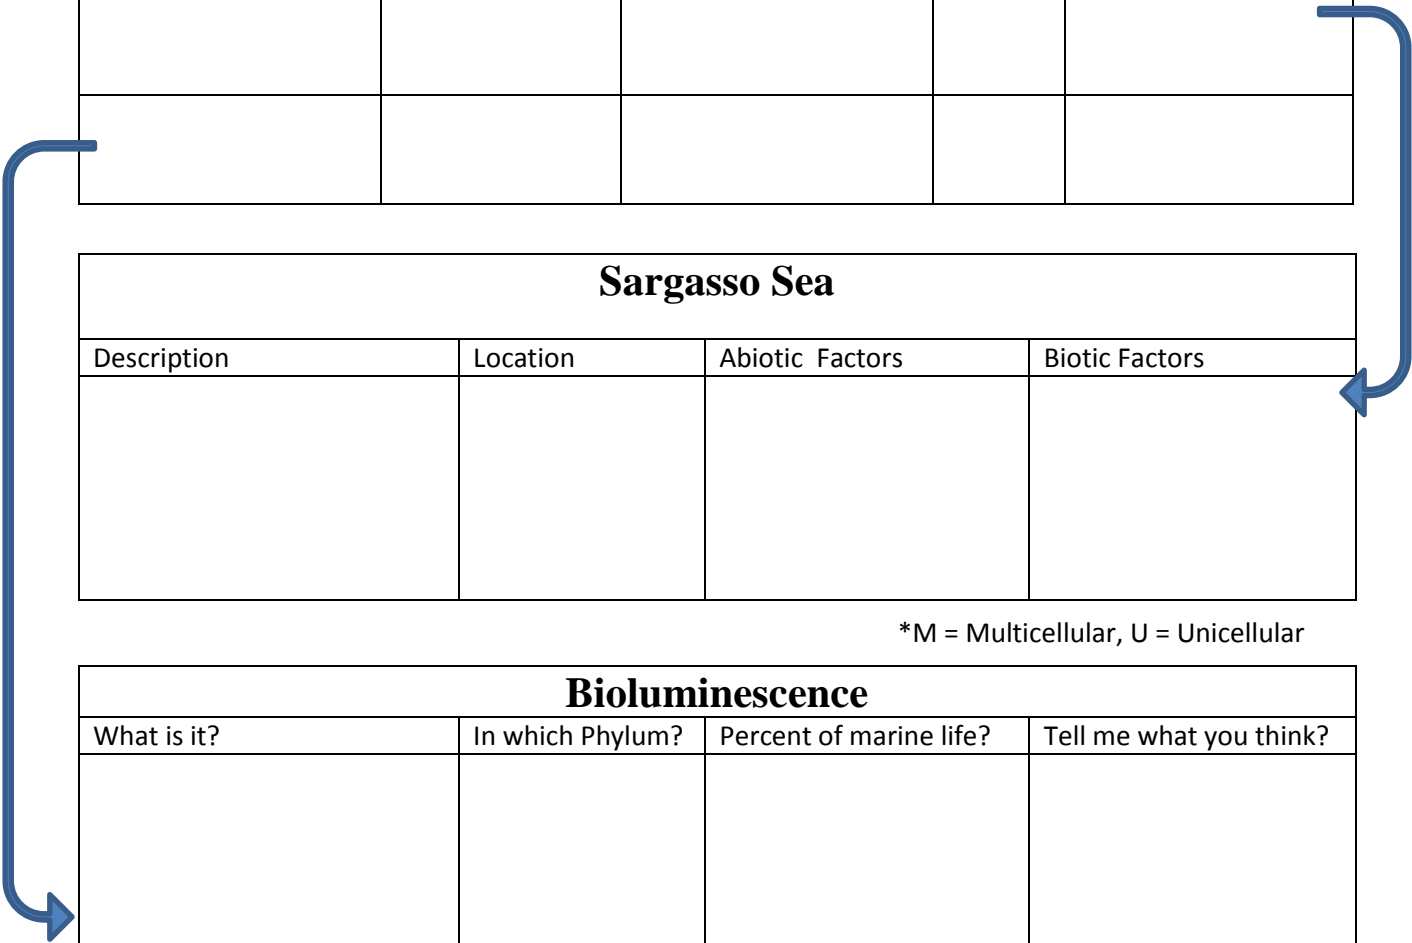 Sargasso Sea
Description Location Abiotic  Factors Biotic Factors
*M = Multicellular, U = Unicellular
Bioluminescence
What is it? In which Phylum? Percent of marine life? Tell me what you think?